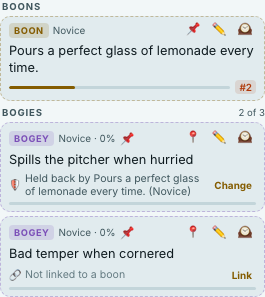 BOONS
BOON Novice
Pours a perfect glass of lemonade every
time.
#2
BOGIES 2 of 3
BOGEY Novice · 0%
Spills the pitcher when hurried
Held back by Pours a perfect glass
of lemonade every time. (Novice)
Change
BOGEY Novice · 0%
Bad temper when cornered
Not linked to a boon Link